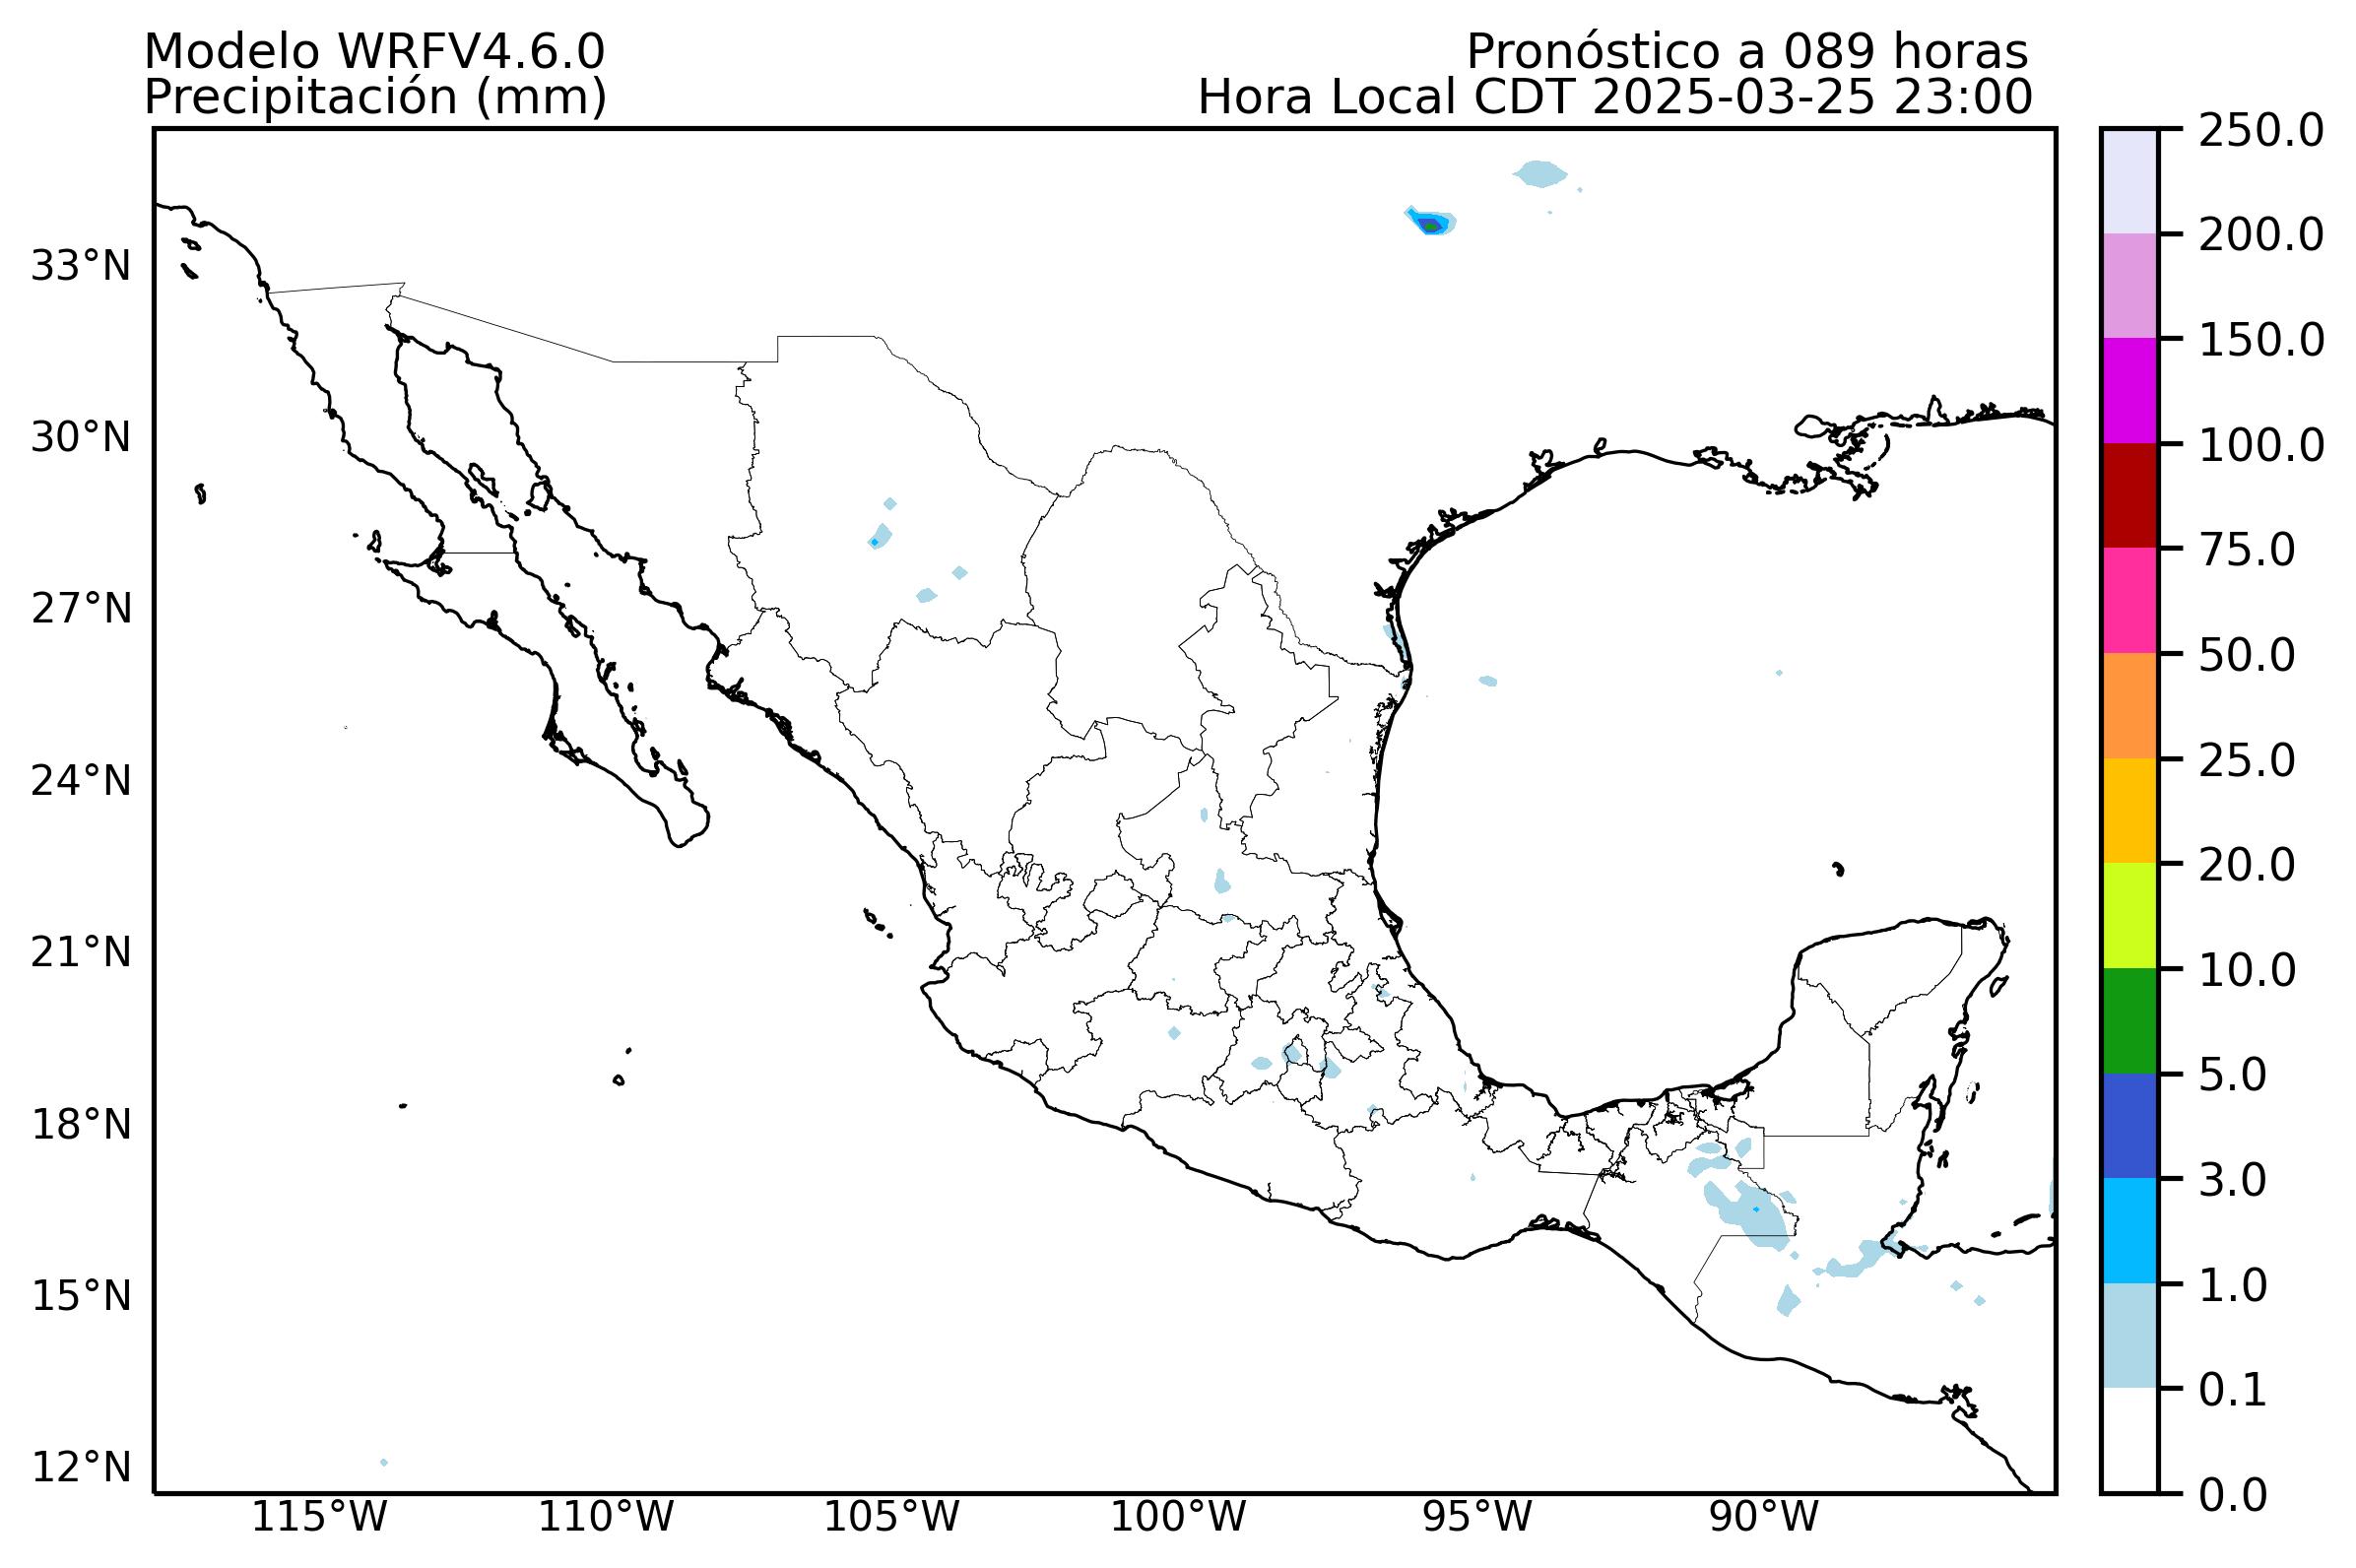 Modelo WRFV4.6.0
Pronóstico a 089 horas
Precipitación (mm)
Hora Local CDT 2025-03-25 23:00
250.0
200.0
150.0
100.0
75.0
50.0
25.0
20.0
10.0
5.0
3.0
1.0
0.1
0.0
33°N
30°N
27°N
24°N
21°N
18°N
15°N
12°N
115°W
110°W
105°W
100°W
95°W
90°W